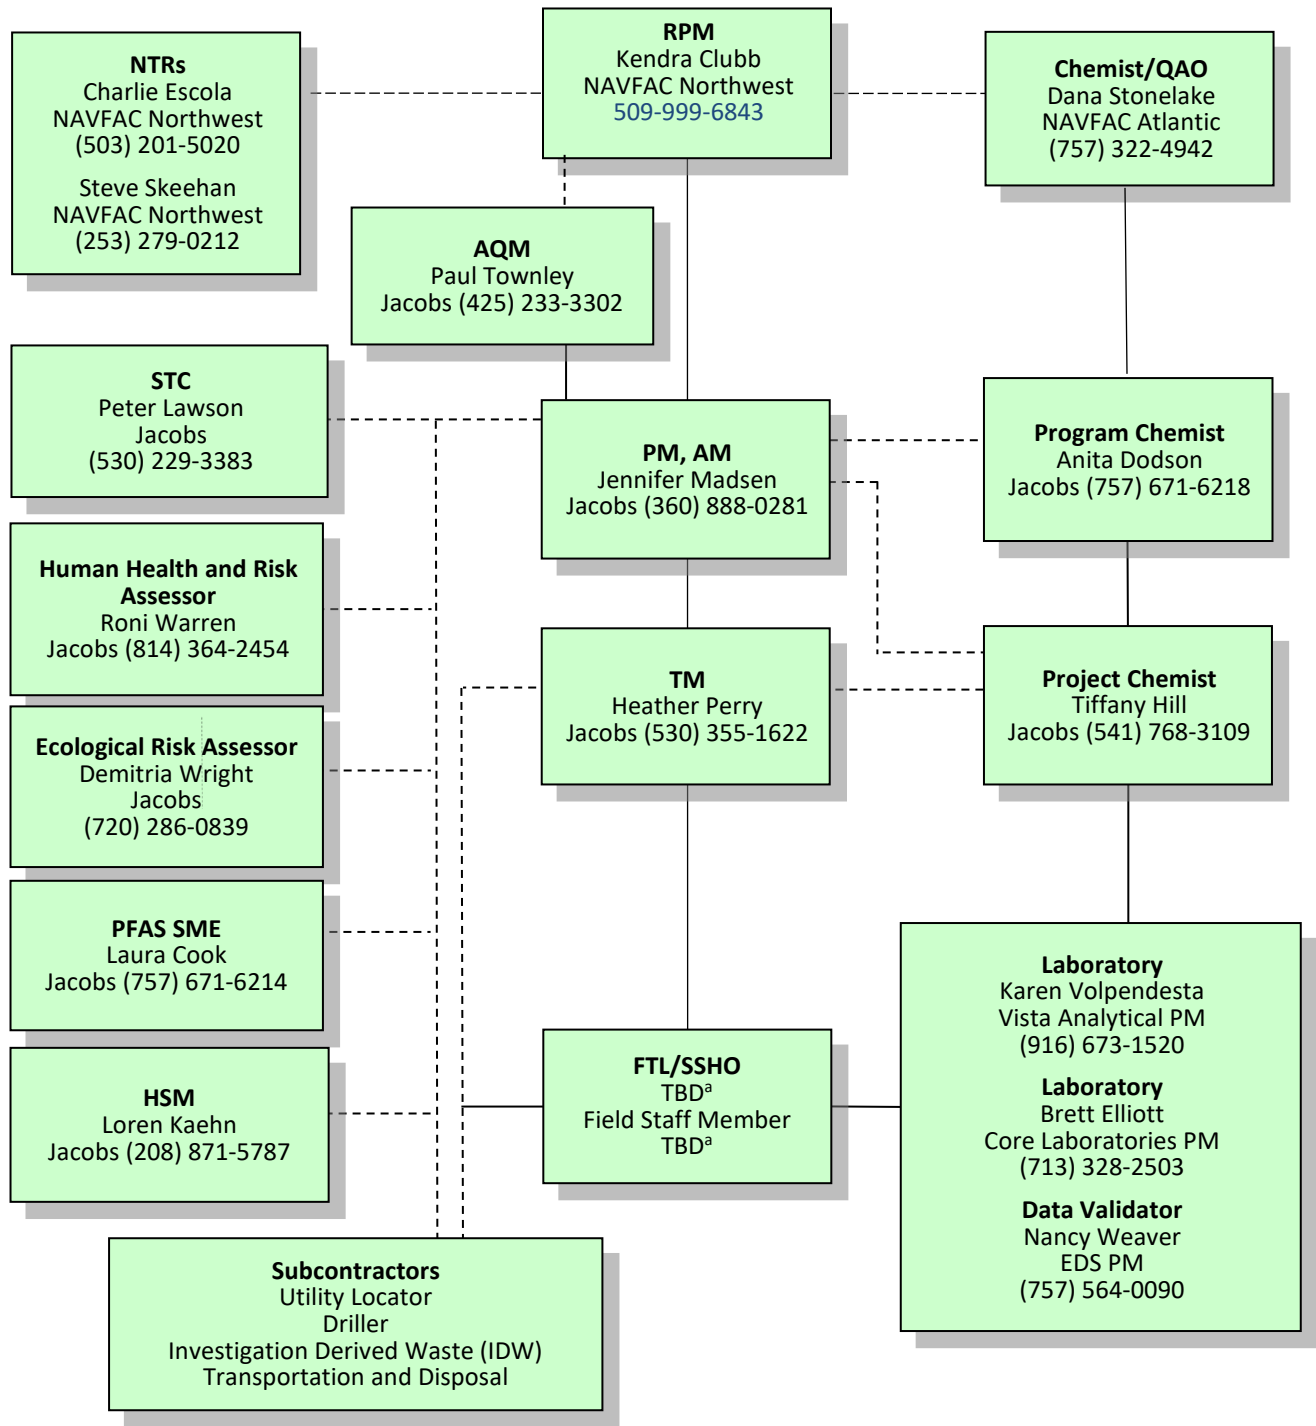 NTRs
Charlie Escola
NAVFAC Northwest
(503) 201-5020
Steve Skeehan
NAVFAC Northwest
(253) 279-0212
RPM
Kendra Clubb
NAVFAC Northwest
509-999-6843
Chemist/QAO
Dana Stonelake
NAVFAC Atlantic
(757) 322-4942
AQM
Paul Townley
Jacobs (425) 233-3302
STC
Peter Lawson
Jacobs
(530) 229-3383
PM, AM
Jennifer Madsen
Jacobs (360) 888-0281
Program Chemist
Anita Dodson
Jacobs (757) 671-6218
Human Health and Risk
Assessor
Roni Warren
Jacobs (814) 364-2454
TM
Heather Perry
Jacobs (530) 355-1622
Project Chemist
Tiffany Hill
Jacobs (541) 768-3109
Ecological Risk Assessor
Demitria Wright
Jacobs
(720) 286-0839
PFAS SME
Laura Cook
Jacobs (757) 671-6214
HSM
Loren Kaehn
Jacobs (208) 871-5787
FTL/SSHO
TBDᵃ
Field Staff Member
TBDᵃ
Laboratory
Karen Volpendesta
Vista Analytical PM
(916) 673-1520
Laboratory
Brett Elliott
Core Laboratories PM
(713) 328-2503
Data Validator
Nancy Weaver
EDS PM
(757) 564-0090
Subcontractors
Utility Locator
Driller
Investigation Derived Waste (IDW)
Transportation and Disposal